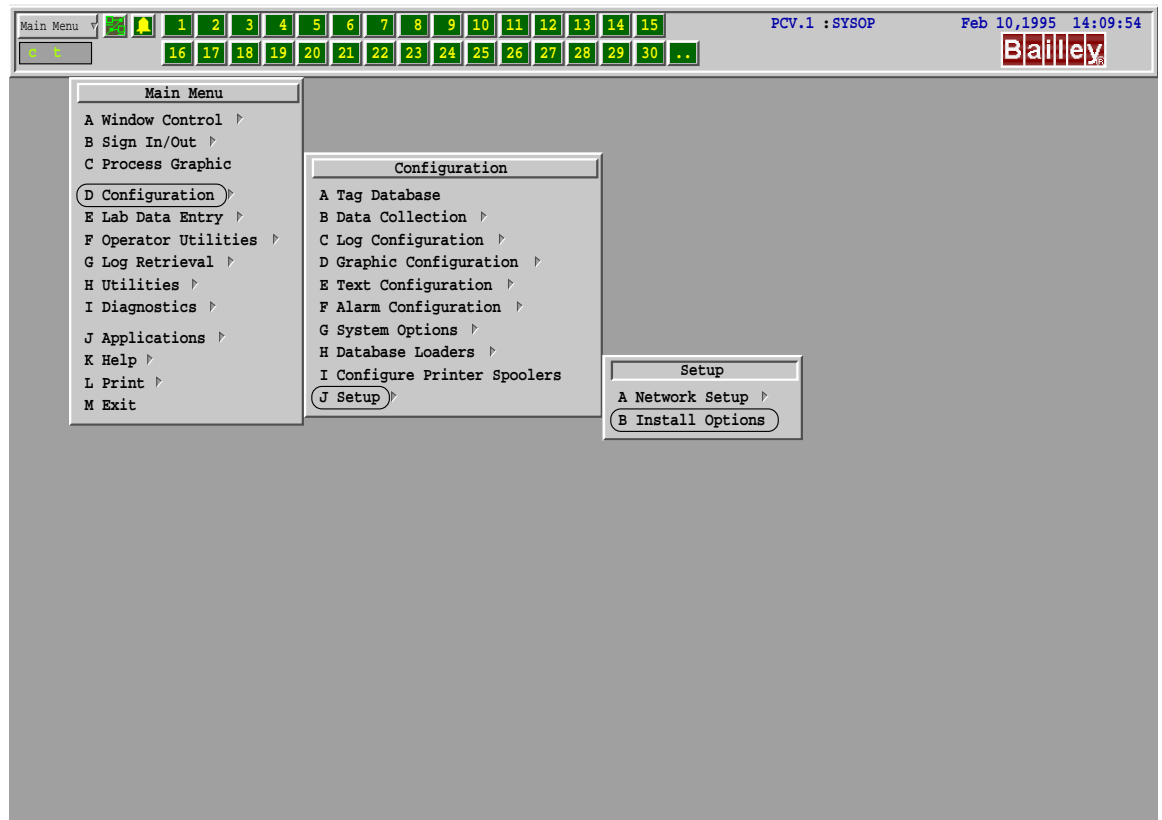 Main Menu 1 2 3 4 5 6 7 8 9 10 11 12 13 14 15 PCV.1 :SYSOP Feb 10,1995 14:09:54
c t 16 17 18 19 20 21 22 23 24 25 26 27 28 29 30 .. Bailey®
Main Menu
A Window Control
B Sign In/Out
C Process Graphic
D Configuration
E Lab Data Entry
F Operator Utilities
G Log Retrieval
H Utilities
I Diagnostics
J Applications
K Help
L Print
M Exit
Configuration
A Tag Database
B Data Collection
C Log Configuration
D Graphic Configuration
E Text Configuration
F Alarm Configuration
G System Options
H Database Loaders
I Configure Printer Spoolers
J Setup
Setup
A Network Setup
B Install Options